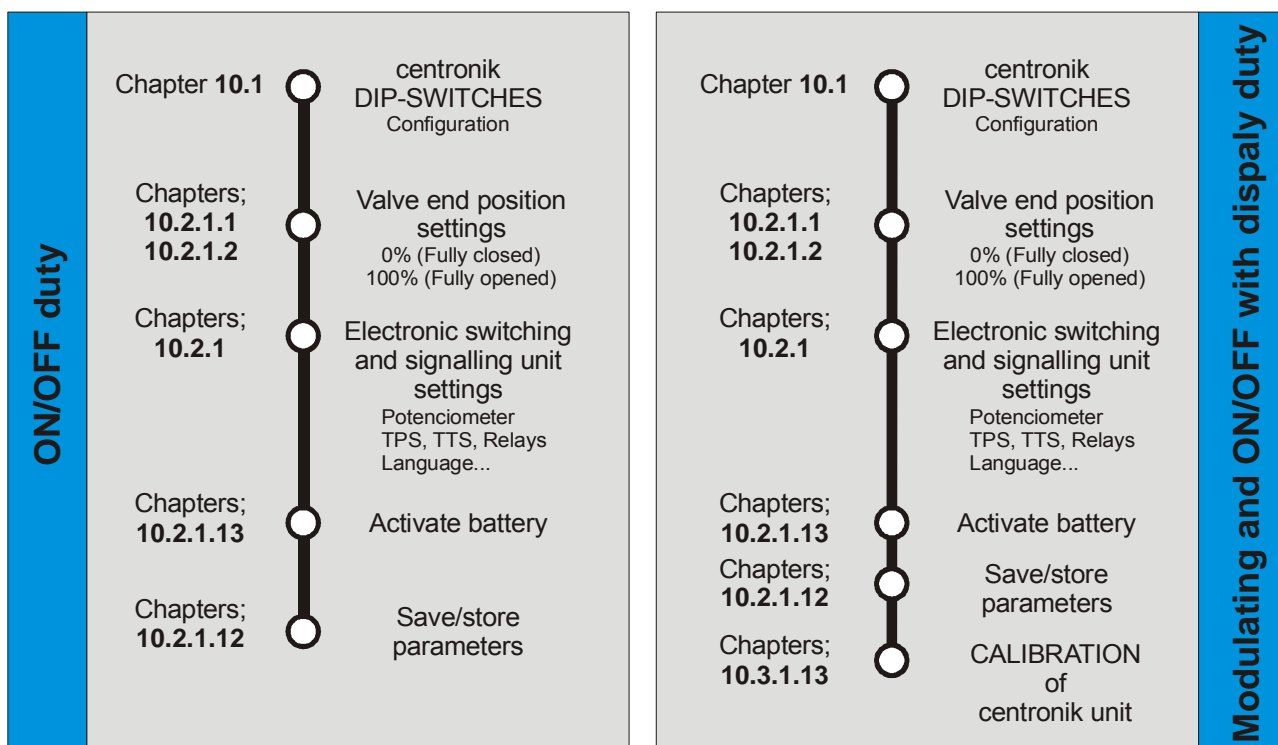 ON/OFF duty
Chapter 10.1
centronik
DIP-SWITCHES
Configuration
Chapters;
10.2.1.1
10.2.1.2
Valve end position
settings
0% (Fully closed)
100% (Fully opened)
Chapters;
10.2.1
Electronic switching
and signalling unit
settings
Potenciometer
TPS, TTS, Relays
Language...
Chapters;
10.2.1.13
Activate battery
Chapters;
10.2.1.12
Save/store
parameters
Chapter 10.1
centronik
DIP-SWITCHES
Configuration
Chapters;
10.2.1.1
10.2.1.2
Valve end position
settings
0% (Fully closed)
100% (Fully opened)
Chapters;
10.2.1
Electronic switching
and signalling unit
settings
Potenciometer
TPS, TTS, Relays
Language...
Chapters;
10.2.1.13
Activate battery
Chapters;
10.2.1.12
Save/store
parameters
Chapters;
10.3.1.13
CALIBRATION
of
centronik unit
Modulating and ON/OFF with dispaly duty